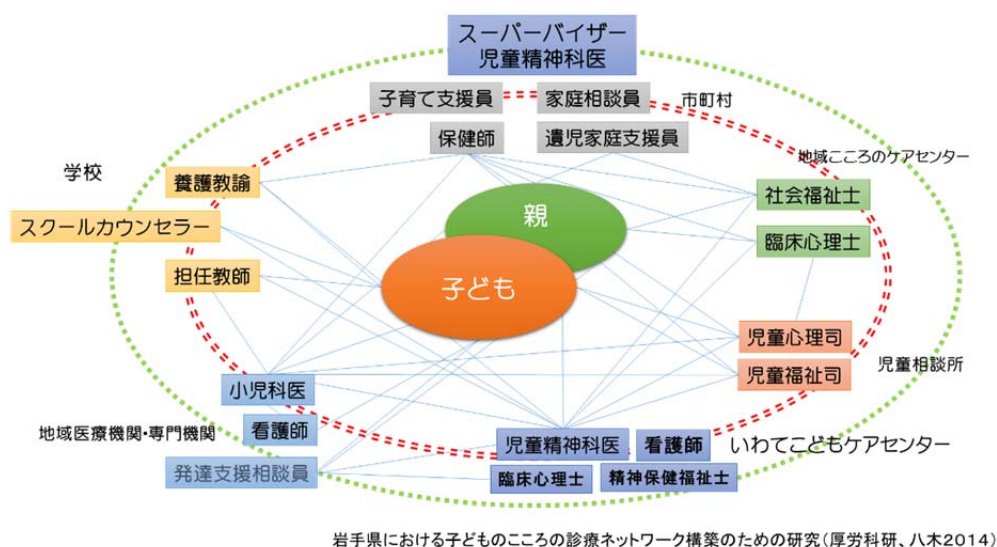 スーパーバイザー
児童精神科医
子育て支援員
家庭相談員
市町村
保健師
遺児家庭支援員
学校
地域こころのケアセンター
養護教諭
社会福祉士
スクールカウンセラー
親
臨床心理士
担任教師
子ども
児童心理司
児童相談所
児童福祉司
小児科医
地域医療機関・専門機関
看護師
児童精神科医
看護師
いわてこどもケアセンター
発達支援相談員
臨床心理士
精神保健福祉士
岩手県における子どものこころの診療ネットワーク構築のための研究(厚労科研、八木2014)